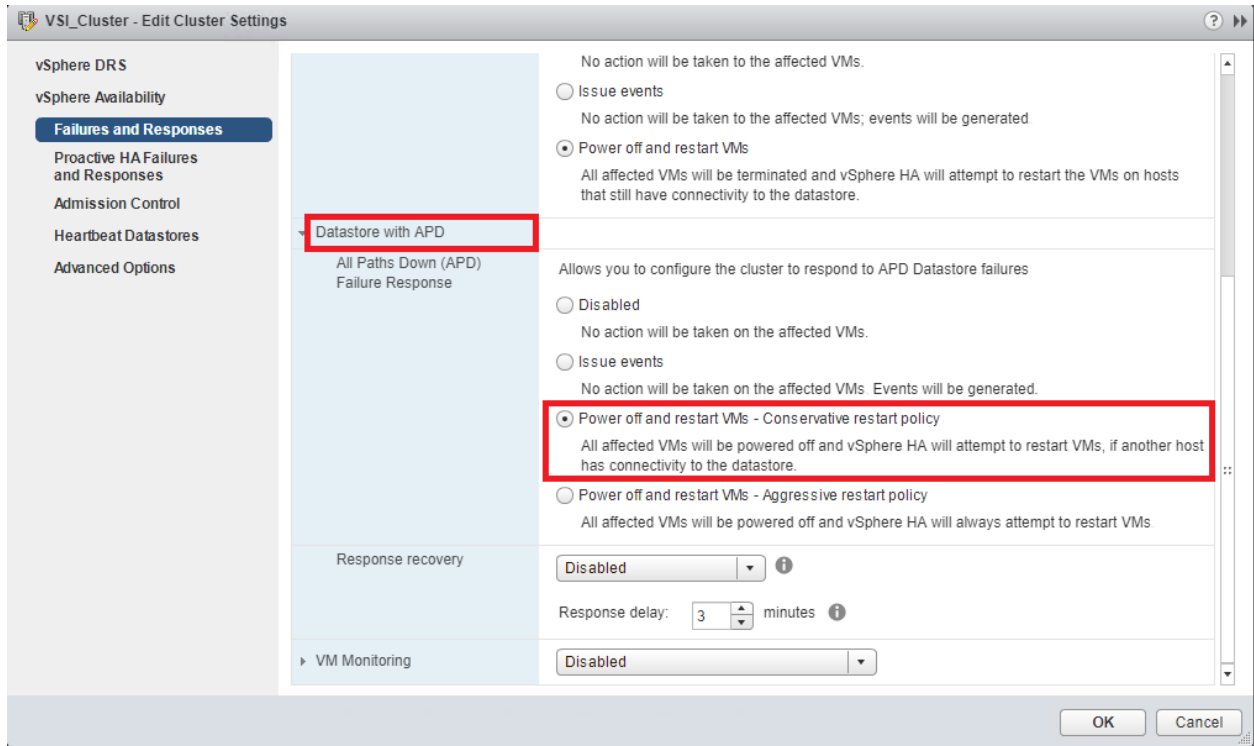 VSI_Cluster - Edit Cluster Settings
vSphere DRS
vSphere Availability
Failures and Responses
Proactive HA Failures
and Responses
Admission Control
Heartbeat Datastores
Advanced Options
No action will be taken to the affected VMs.
Issue events
No action will be taken to the affected VMs; events will be generated
Power off and restart VMs
All affected VMs will be terminated and vSphere HA will attempt to restart the VMs on hosts
that still have connectivity to the datastore.
Datastore with APD
All Paths Down (APD)
Failure Response
Allows you to configure the cluster to respond to APD Datastore failures
Disabled
No action will be taken on the affected VMs.
Issue events
No action will be taken on the affected VMs. Events will be generated.
Power off and restart VMs - Conservative restart policy
All affected VMs will be powered off and vSphere HA will attempt to restart VMs, if another host
has connectivity to the datastore.
Power off and restart VMs - Aggressive restart policy
All affected VMs will be powered off and vSphere HA will always attempt to restart VMs.
Response recovery
Disabled
Response delay: 3 minutes
VM Monitoring
Disabled
OK
Cancel